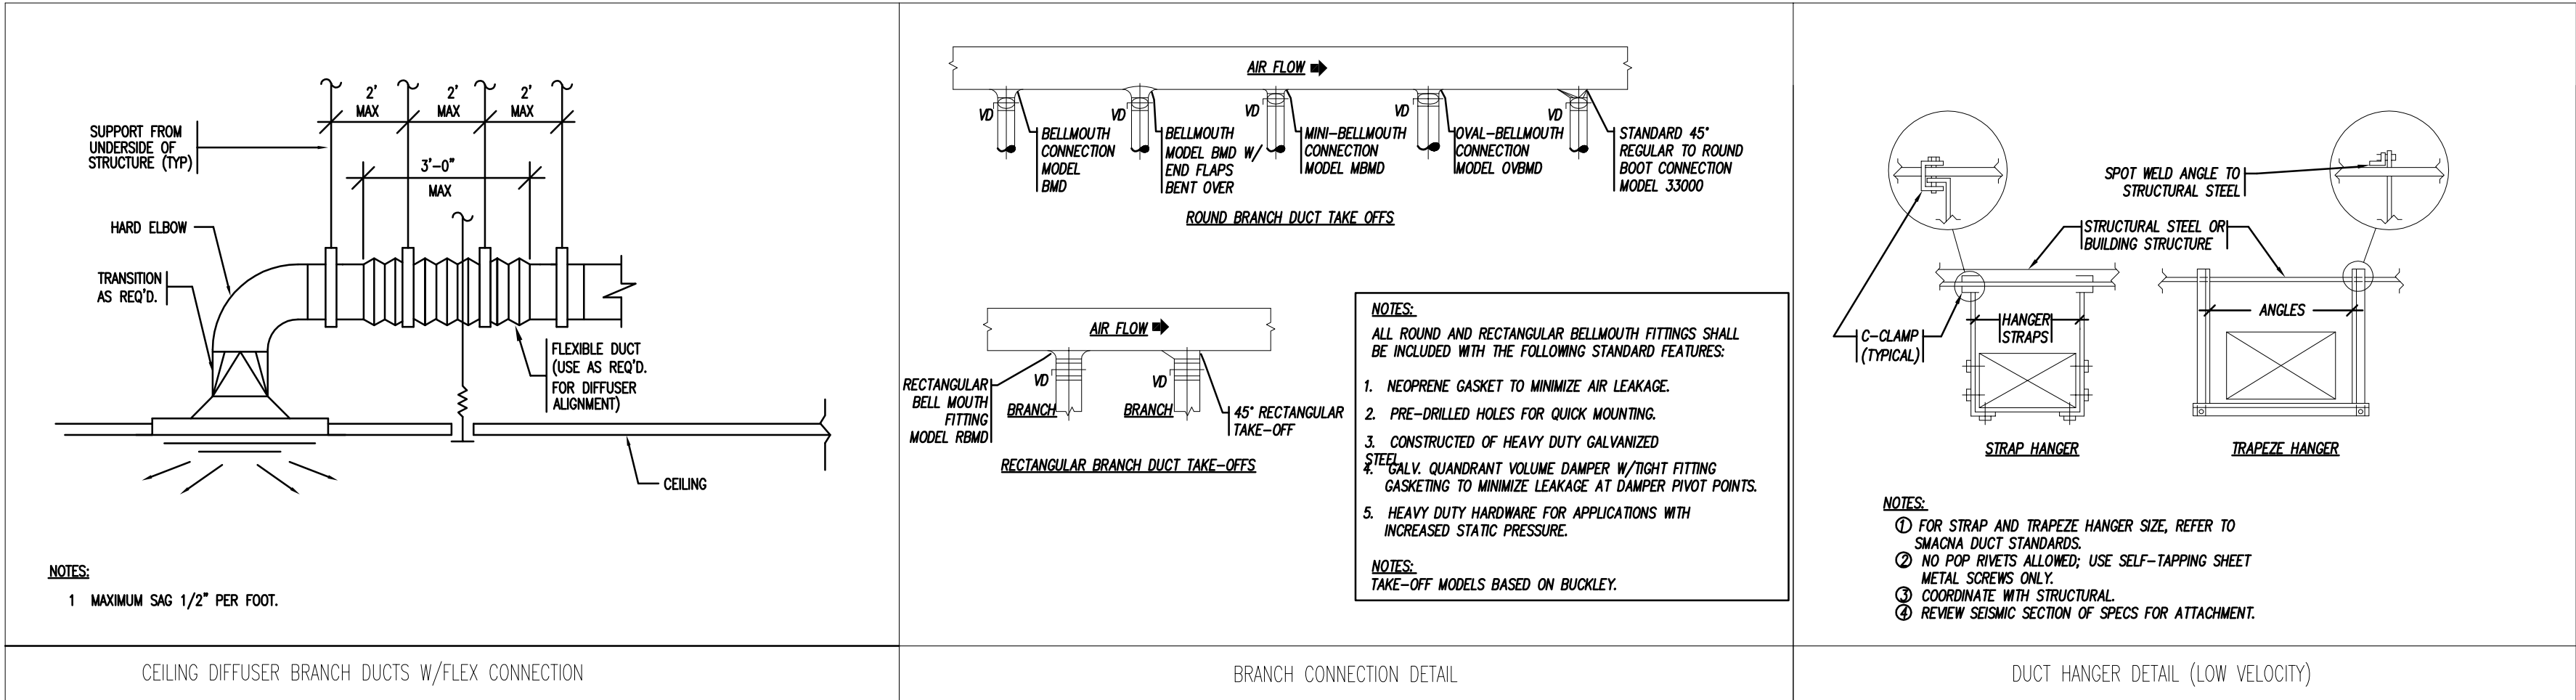 2'
MAX
2'
MAX
2'
MAX
SUPPORT FROM
UNDERSIDE OF
STRUCTURE (TYP)
3'-0"
MAX
HARD ELBOW
TRANSITION
AS REQ'D.
FLEXIBLE DUCT
(USE AS REQ'D.
FOR DIFFUSER
ALIGNMENT)
CEILING
NOTES:
1 MAXIMUM SAG 1/2" PER FOOT.
CEILING DIFFUSER BRANCH DUCTS W/FLEX CONNECTION
AIR FLOW
VD
VD
VD
VD
VD
BELLMOUTH
CONNECTION
MODEL
BMD
BELLMOUTH
MODEL BMD W/
END FLAPS
BENT OVER
MINI-BELLMOUTH
CONNECTION
MODEL MBMD
OVAL-BELLMOUTH
CONNECTION
MODEL OVBMD
STANDARD 45°
REGULAR TO ROUND
BOOT CONNECTION
MODEL 33000
ROUND BRANCH DUCT TAKE OFFS
AIR FLOW
VD
VD
RECTANGULAR
BELL MOUTH
FITTING
MODEL RBMD
BRANCH
BRANCH
45° RECTANGULAR
TAKE-OFF
RECTANGULAR BRANCH DUCT TAKE-OFFS
NOTES:
ALL ROUND AND RECTANGULAR BELLMOUTH FITTINGS SHALL
BE INCLUDED WITH THE FOLLOWING STANDARD FEATURES:
1. NEOPRENE GASKET TO MINIMIZE AIR LEAKAGE.
2. PRE-DRILLED HOLES FOR QUICK MOUNTING.
3. CONSTRUCTED OF HEAVY DUTY GALVANIZED
STEEL
4. GALV. QUANDRANT VOLUME DAMPER W/TIGHT FITTING
GASKETING TO MINIMIZE LEAKAGE AT DAMPER PIVOT POINTS.
5. HEAVY DUTY HARDWARE FOR APPLICATIONS WITH
INCREASED STATIC PRESSURE.
NOTES:
TAKE-OFF MODELS BASED ON BUCKLEY.
BRANCH CONNECTION DETAIL
SPOT WELD ANGLE TO
STRUCTURAL STEEL
STRUCTURAL STEEL OR
BUILDING STRUCTURE
C-CLAMP
(TYPICAL)
HANGER
STRAPS
ANGLES
STRAP HANGER
TRAPEZE HANGER
NOTES:
1 FOR STRAP AND TRAPEZE HANGER SIZE, REFER TO
SMACNA DUCT STANDARDS.
2 NO POP RIVETS ALLOWED; USE SELF-TAPPING SHEET
METAL SCREWS ONLY.
3 COORDINATE WITH STRUCTURAL.
4 REVIEW SEISMIC SECTION OF SPECS FOR ATTACHMENT.
DUCT HANGER DETAIL (LOW VELOCITY)